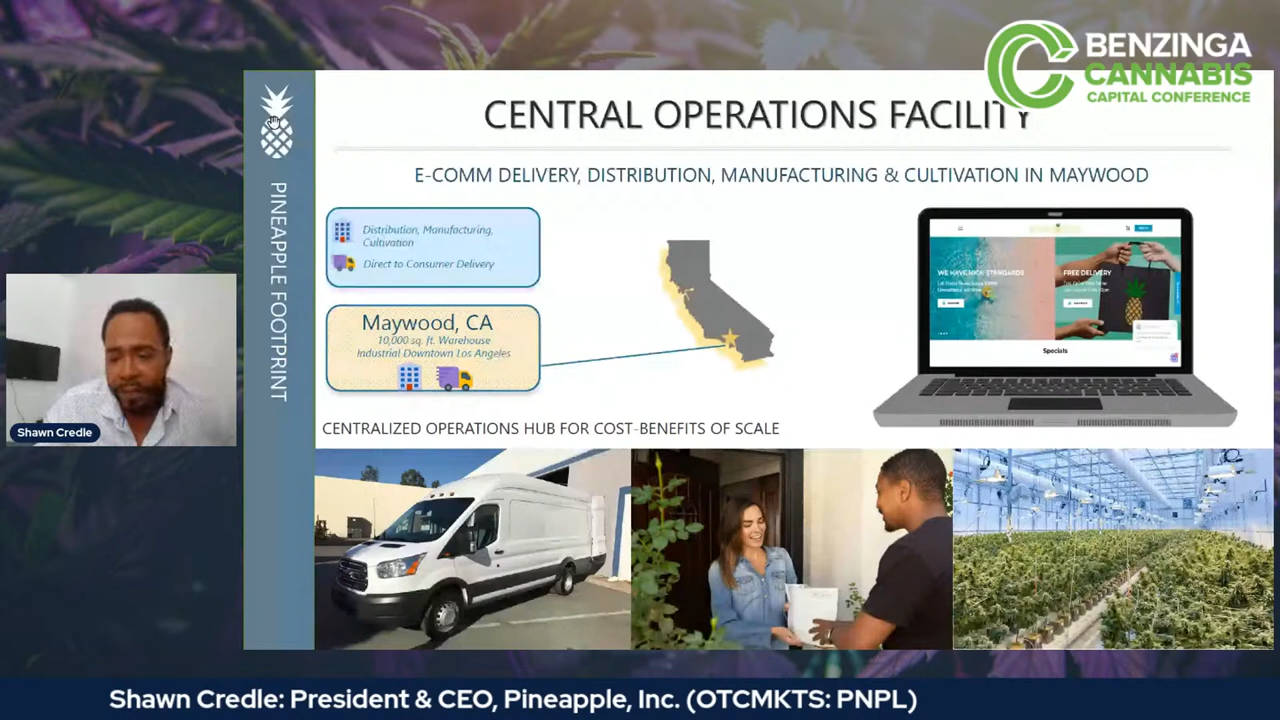 BENZINGA
CANNABIS
CAPITAL CONFERENCE
PINEAPPLE FOOTPRINT
CENTRAL OPERATIONS FACILITY
E-COMM DELIVERY, DISTRIBUTION, MANUFACTURING & CULTIVATION IN MAYWOOD
Distribution, Manufacturing,
Cultivation
Direct to Consumer Delivery
Maywood, CA
10,000 sq. ft. Warehouse
Industrial Downtown Los Angeles
WE HAVE HIGH STANDARDS
FREE DELIVERY
Specials
CENTRALIZED OPERATIONS HUB FOR COST-BENEFITS OF SCALE
Shawn Credle
Shawn Credle: President & CEO, Pineapple, Inc. (OTCMKTS: PNPL)